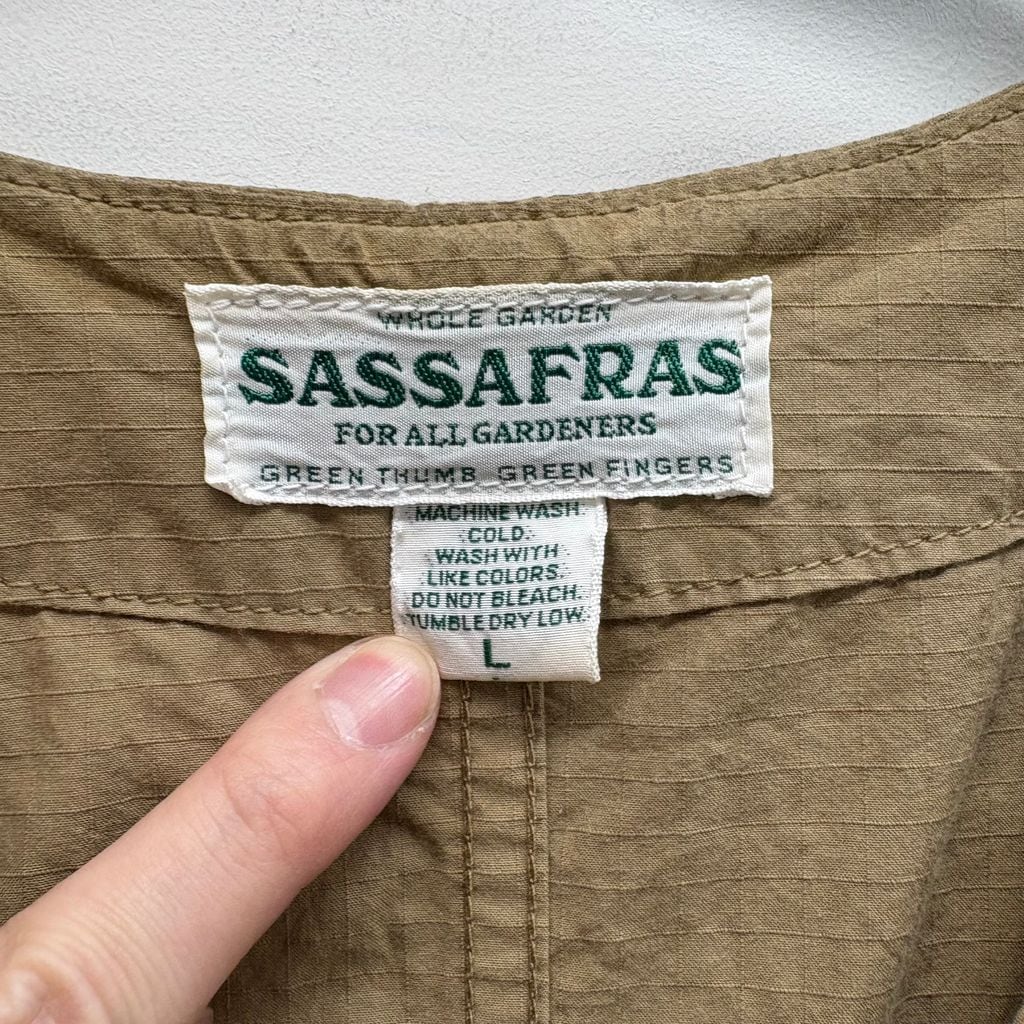 WHOLE GARDEN
SASSAFRAS
FOR ALL GARDENERS
GREEN THUMB GREEN FINGERS
MACHINE WASH
COLD.
WASH WITH
LIKE COLORS.
DO NOT BLEACH.
TUMBLE DRY LOW.
L